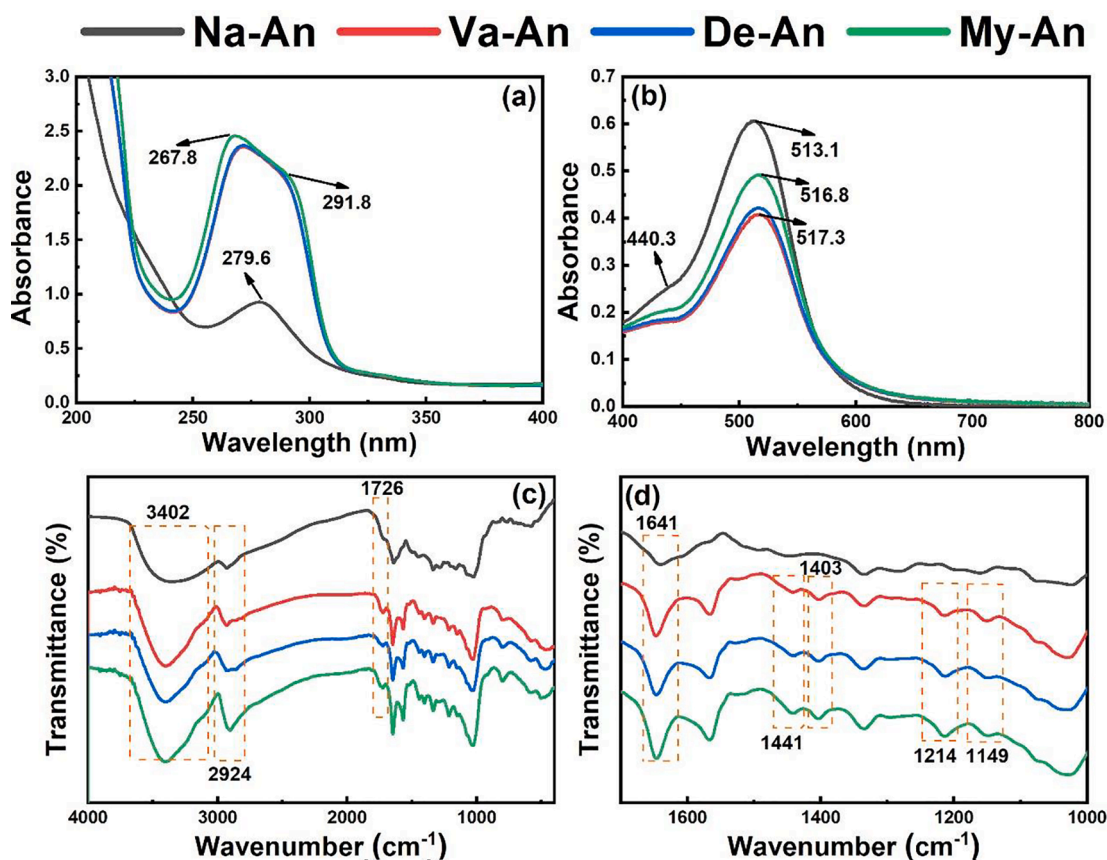 Na-An Va-An De-An My-An
(a)
3.0
2.5
2.0
1.5
1.0
0.5
0.0
Absorbance
267.8
291.8
279.6
200 250 300 350 400
Wavelength (nm)
(b)
0.7
0.6
0.5
0.4
0.3
0.2
0.1
0.0
Absorbance
513.1
516.8
517.3
440.3
400 500 600 700 800
Wavelength (nm)
(c)
Transmittance (%)
3402
1726
2924
4000 3000 2000 1000
Wavenumber (cm⁻¹)
(d)
Transmittance (%)
1641
1403
1441
1214
1149
1600 1400 1200 1000
Wavenumber (cm⁻¹)